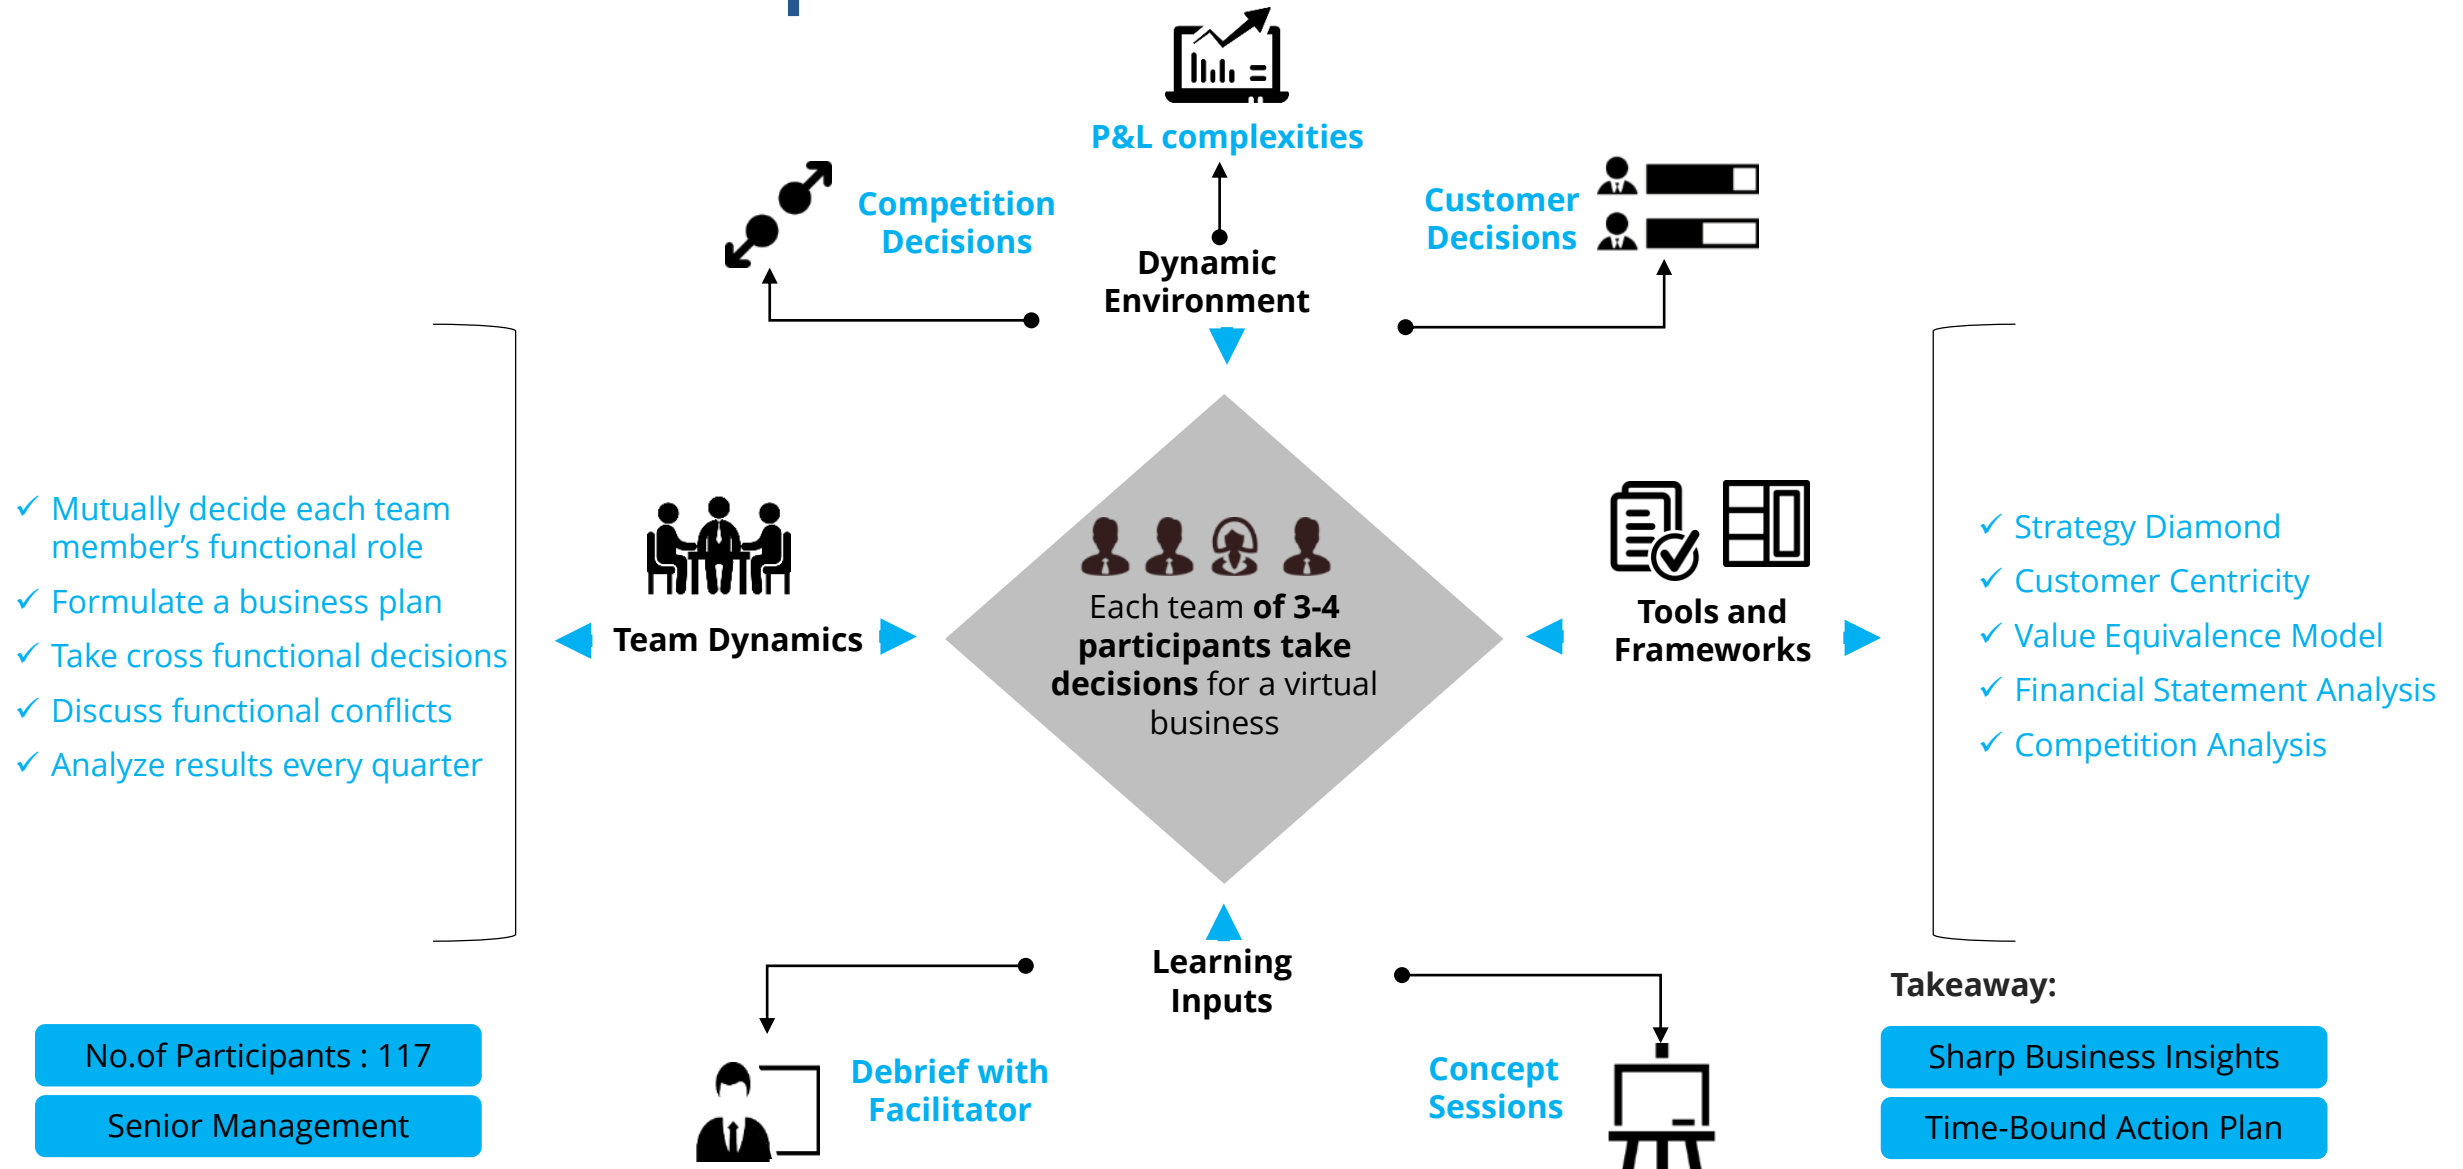 P&L complexities
Competition
Decisions
Customer
Decisions
Dynamic
Environment
✓ Mutually decide each team
member’s functional role
✓ Formulate a business plan
✓ Take cross functional decisions
✓ Discuss functional conflicts
✓ Analyze results every quarter
Team Dynamics
Each team of 3-4
participants take
decisions for a virtual
business
Tools and
Frameworks
✓ Strategy Diamond
✓ Customer Centricity
✓ Value Equivalence Model
✓ Financial Statement Analysis
✓ Competition Analysis
Learning
Inputs
Debrief with
Facilitator
Concept
Sessions
No.of Participants : 117
Senior Management
Takeaway:
Sharp Business Insights
Time-Bound Action Plan